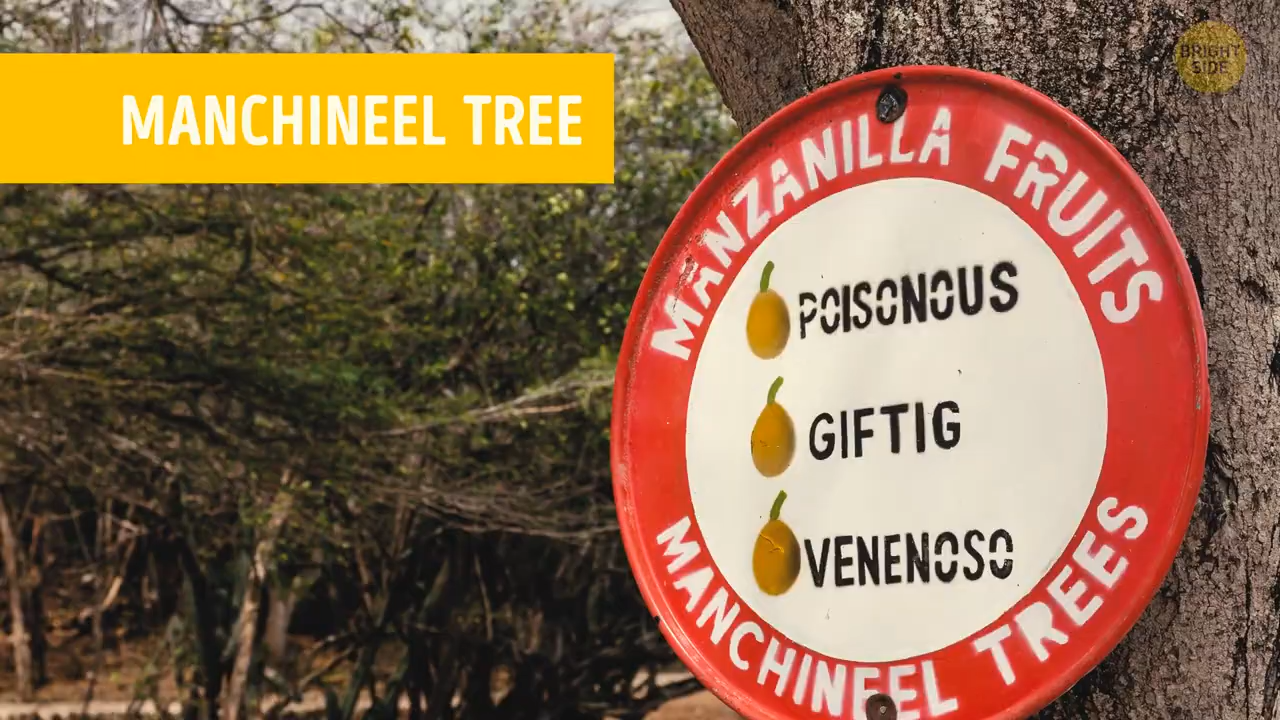 MANCHINEEL TREE
BRIGHT
SIDE
MANZANILLA FRUITS
POISONOUS
GIFTIG
VENENOSO
MANCHINEEL TREES